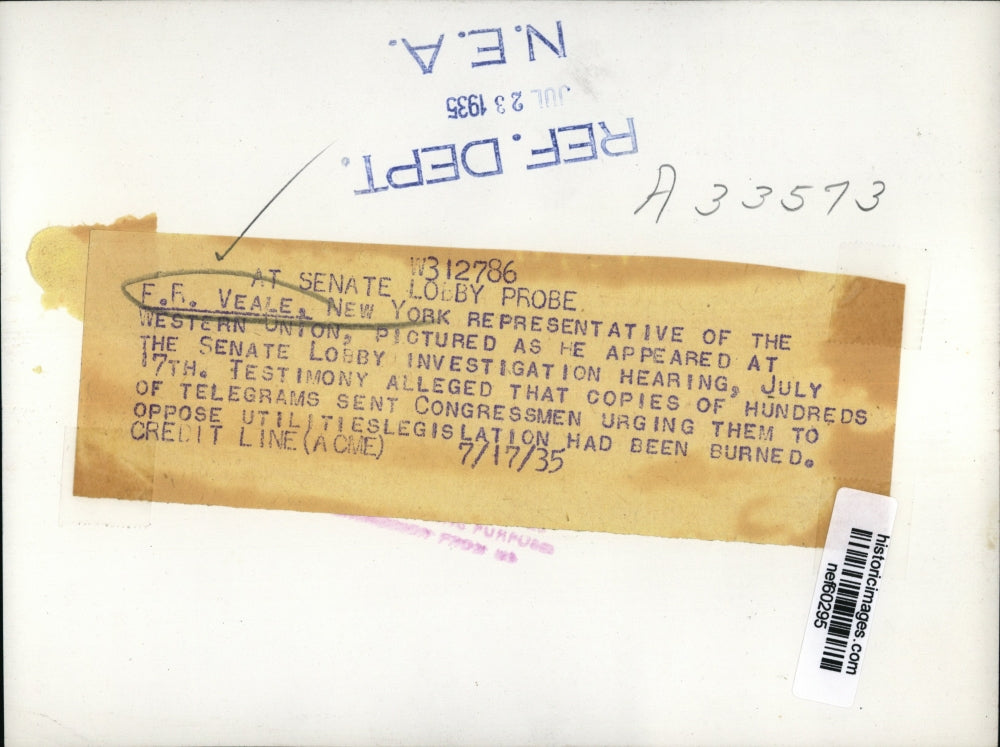 N.E.A.
JUL 23 1935
REF. DEPT.
A 33573
W312786
AT SENATE LOBBY PROBE
F.R. VEALE, NEW YORK REPRESENTATIVE OF THE
WESTERN UNION, PICTURED AS HE APPEARED AT
THE SENATE LOBBY INVESTIGATION HEARING, JULY
17TH. TESTIMONY ALLEGED THAT COPIES OF HUNDREDS
OF TELEGRAMS SENT CONGRESSMEN URGING THEM TO
OPPOSE UTILITIESLEGISLATION HAD BEEN BURNED.
CREDIT LINE (ACME) 7/17/35
PURPOSE
FROM
historicimages.com
nef60295